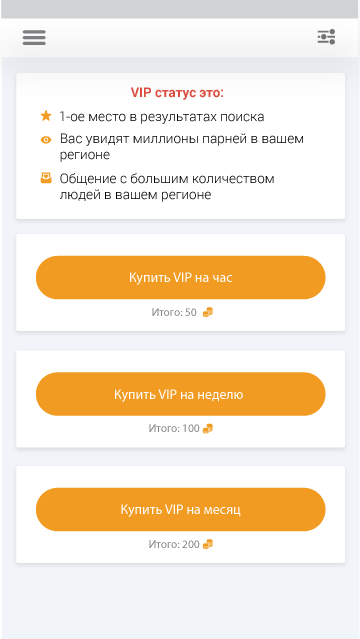 VIP статус это:
1-ое место в результатах поиска
Вас увидят миллионы парней в вашем
регионе
Общение с большим количеством
людей в вашем регионе
Купить VIP на час
Итого: 50
Купить VIP на неделю
Итого: 100
Купить VIP на месяц
Итого: 200